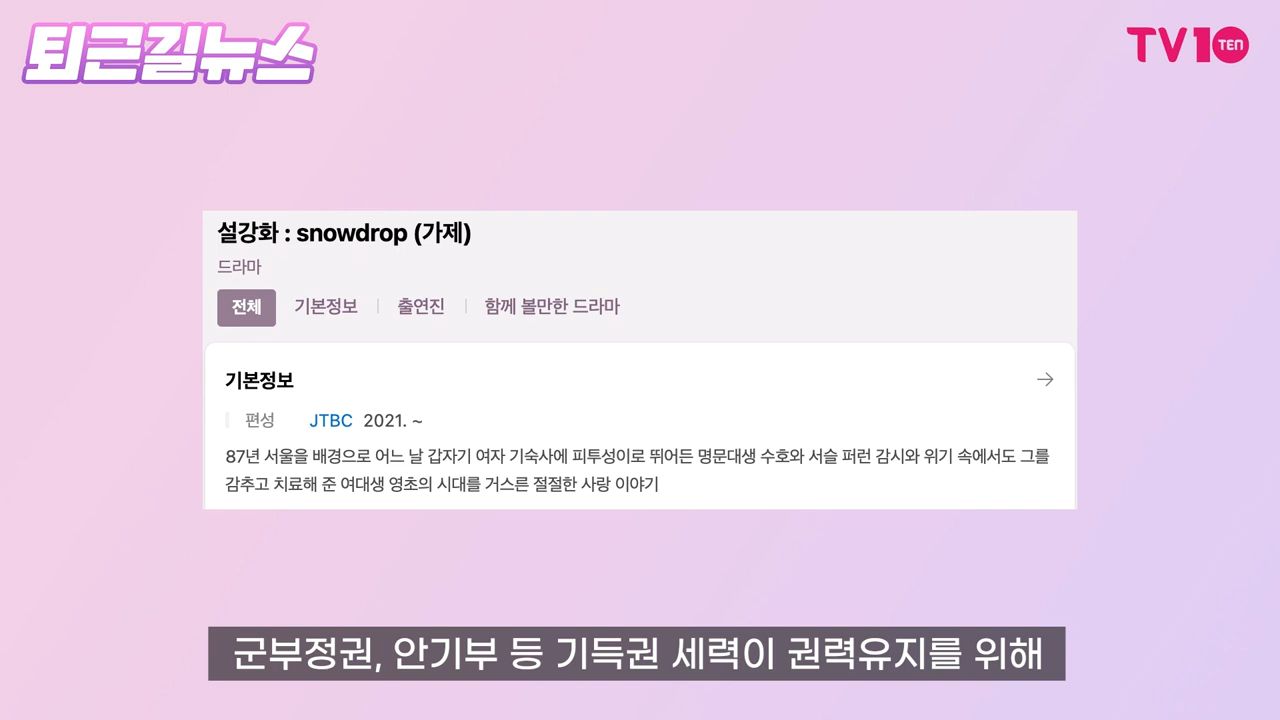 퇴근길뉴스
TV10 TEN
설강화 : snowdrop (가제)
드라마
전체 기본정보 출연진 함께 볼만한 드라마
기본정보
편성 JTBC 2021. ~
87년 서울을 배경으로 어느 날 갑자기 여자 기숙사에 피투성이로 뛰어든 명문대생 수호와 서슬 퍼런 감시와 위기 속에서도 그를
감추고 치료해 준 여대생 영초의 시대를 거스른 절절한 사랑 이야기
군부정권, 안기부 등 기득권 세력이 권력유지를 위해